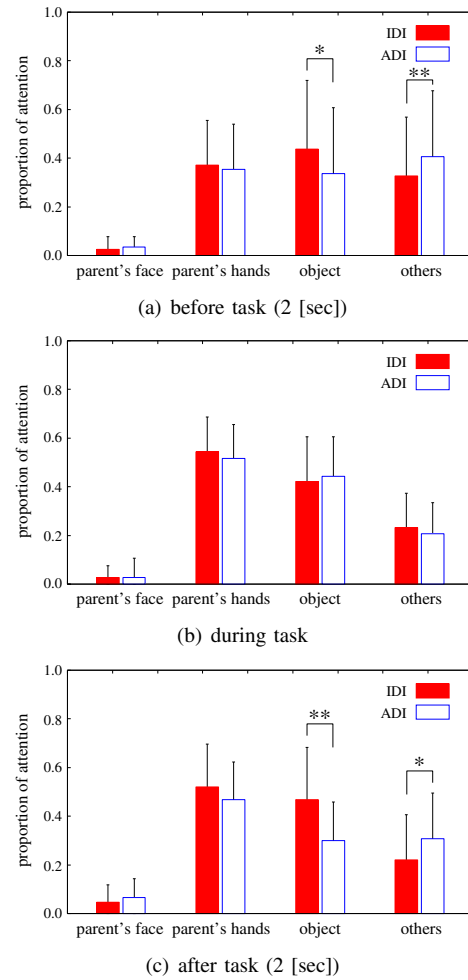 1.0
0.8
0.6
0.4
0.2
0.0
proportion of attention
IDI
ADI
*
**
parent's face parent's hands object others
(a) before task (2 [sec])
1.0
0.8
0.6
0.4
0.2
0.0
proportion of attention
IDI
ADI
parent's face parent's hands object others
(b) during task
1.0
0.8
0.6
0.4
0.2
0.0
proportion of attention
IDI
ADI
**
*
parent's face parent's hands object others
(c) after task (2 [sec])